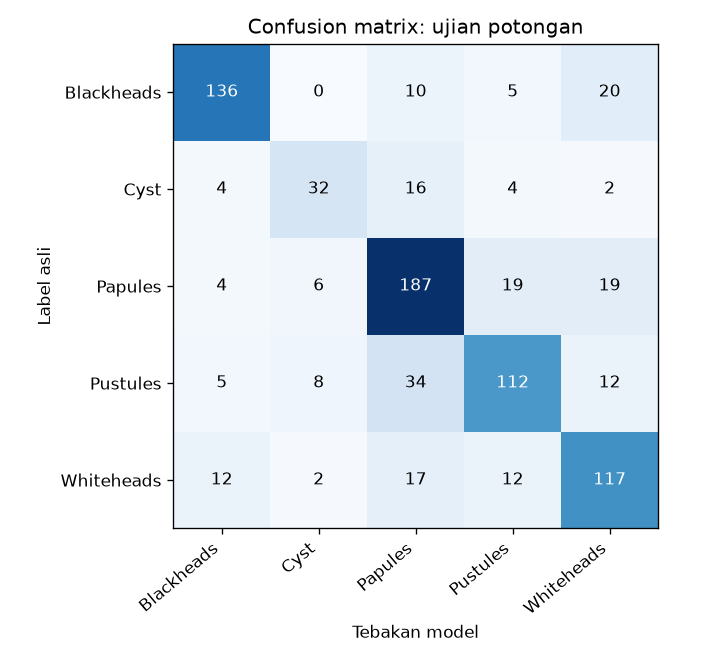 Confusion matrix: ujian potongan
Label asli
Blackheads 136 0 10 5 20
Cyst 4 32 16 4 2
Papules 4 6 187 19 19
Pustules 5 8 34 112 12
Whiteheads 12 2 17 12 117
Blackheads Cyst Papules Pustules Whiteheads
Tebakan model